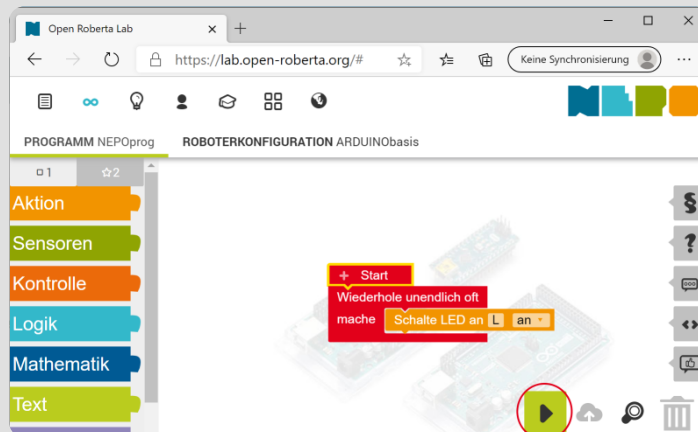 Open Roberta Lab
https://lab.open-roberta.org/#
Keine Synchronisierung
PROGRAMM NEPOprog
ROBOTERKONFIGURATION ARDUINObasis
1
2
Aktion
Sensoren
Kontrolle
Logik
Mathematik
Text
+ Start
Wiederhole unendlich oft
mache Schalte LED an L an
§
?